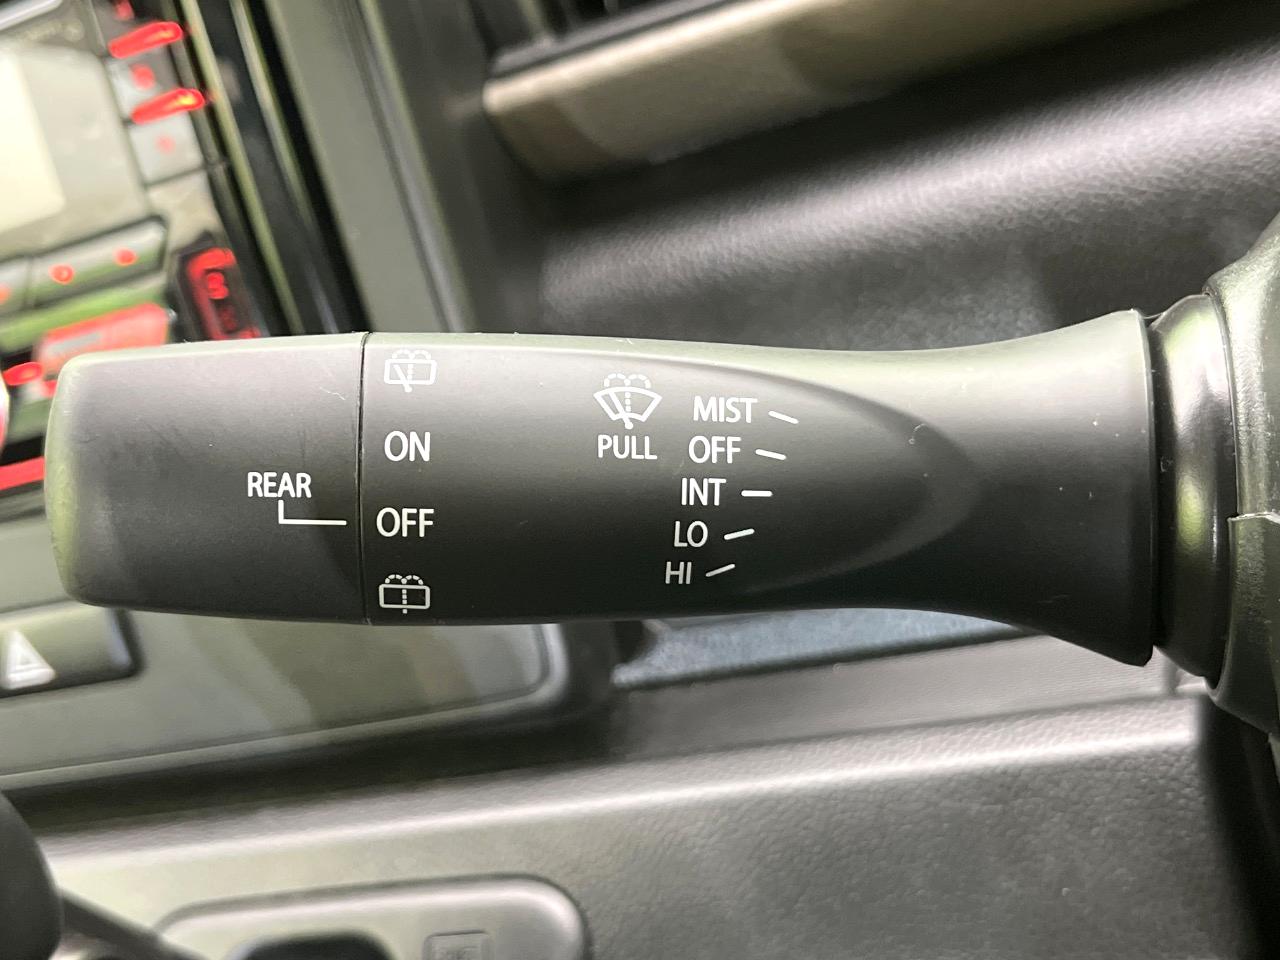 REAR
ON
OFF
PULL
MIST
OFF
INT
LO
HI